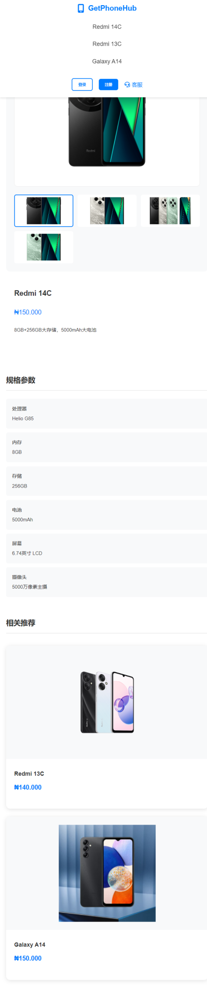 GetPhoneHub
Redmi 14C
Redmi 13C
Galaxy A14
登录 注册 客服
Redmi
Redmi 14C
₦150.000
8GB+256GB大存储，5000mAh大电池
规格参数
处理器
Helio G85
内存
8GB
存储
256GB
电池
5000mAh
屏幕
6.74英寸 LCD
摄像头
5000万像素主摄
相关推荐
Redmi 13C
₦140.000
Galaxy A14
₦150.000